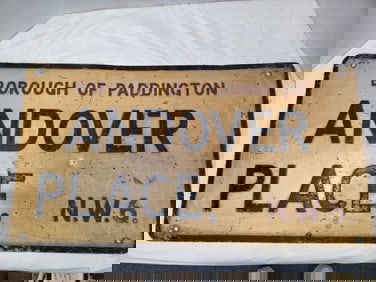 BOROUGH OF PADDINGTON
ANDOVER
PLACE. N.W.6.